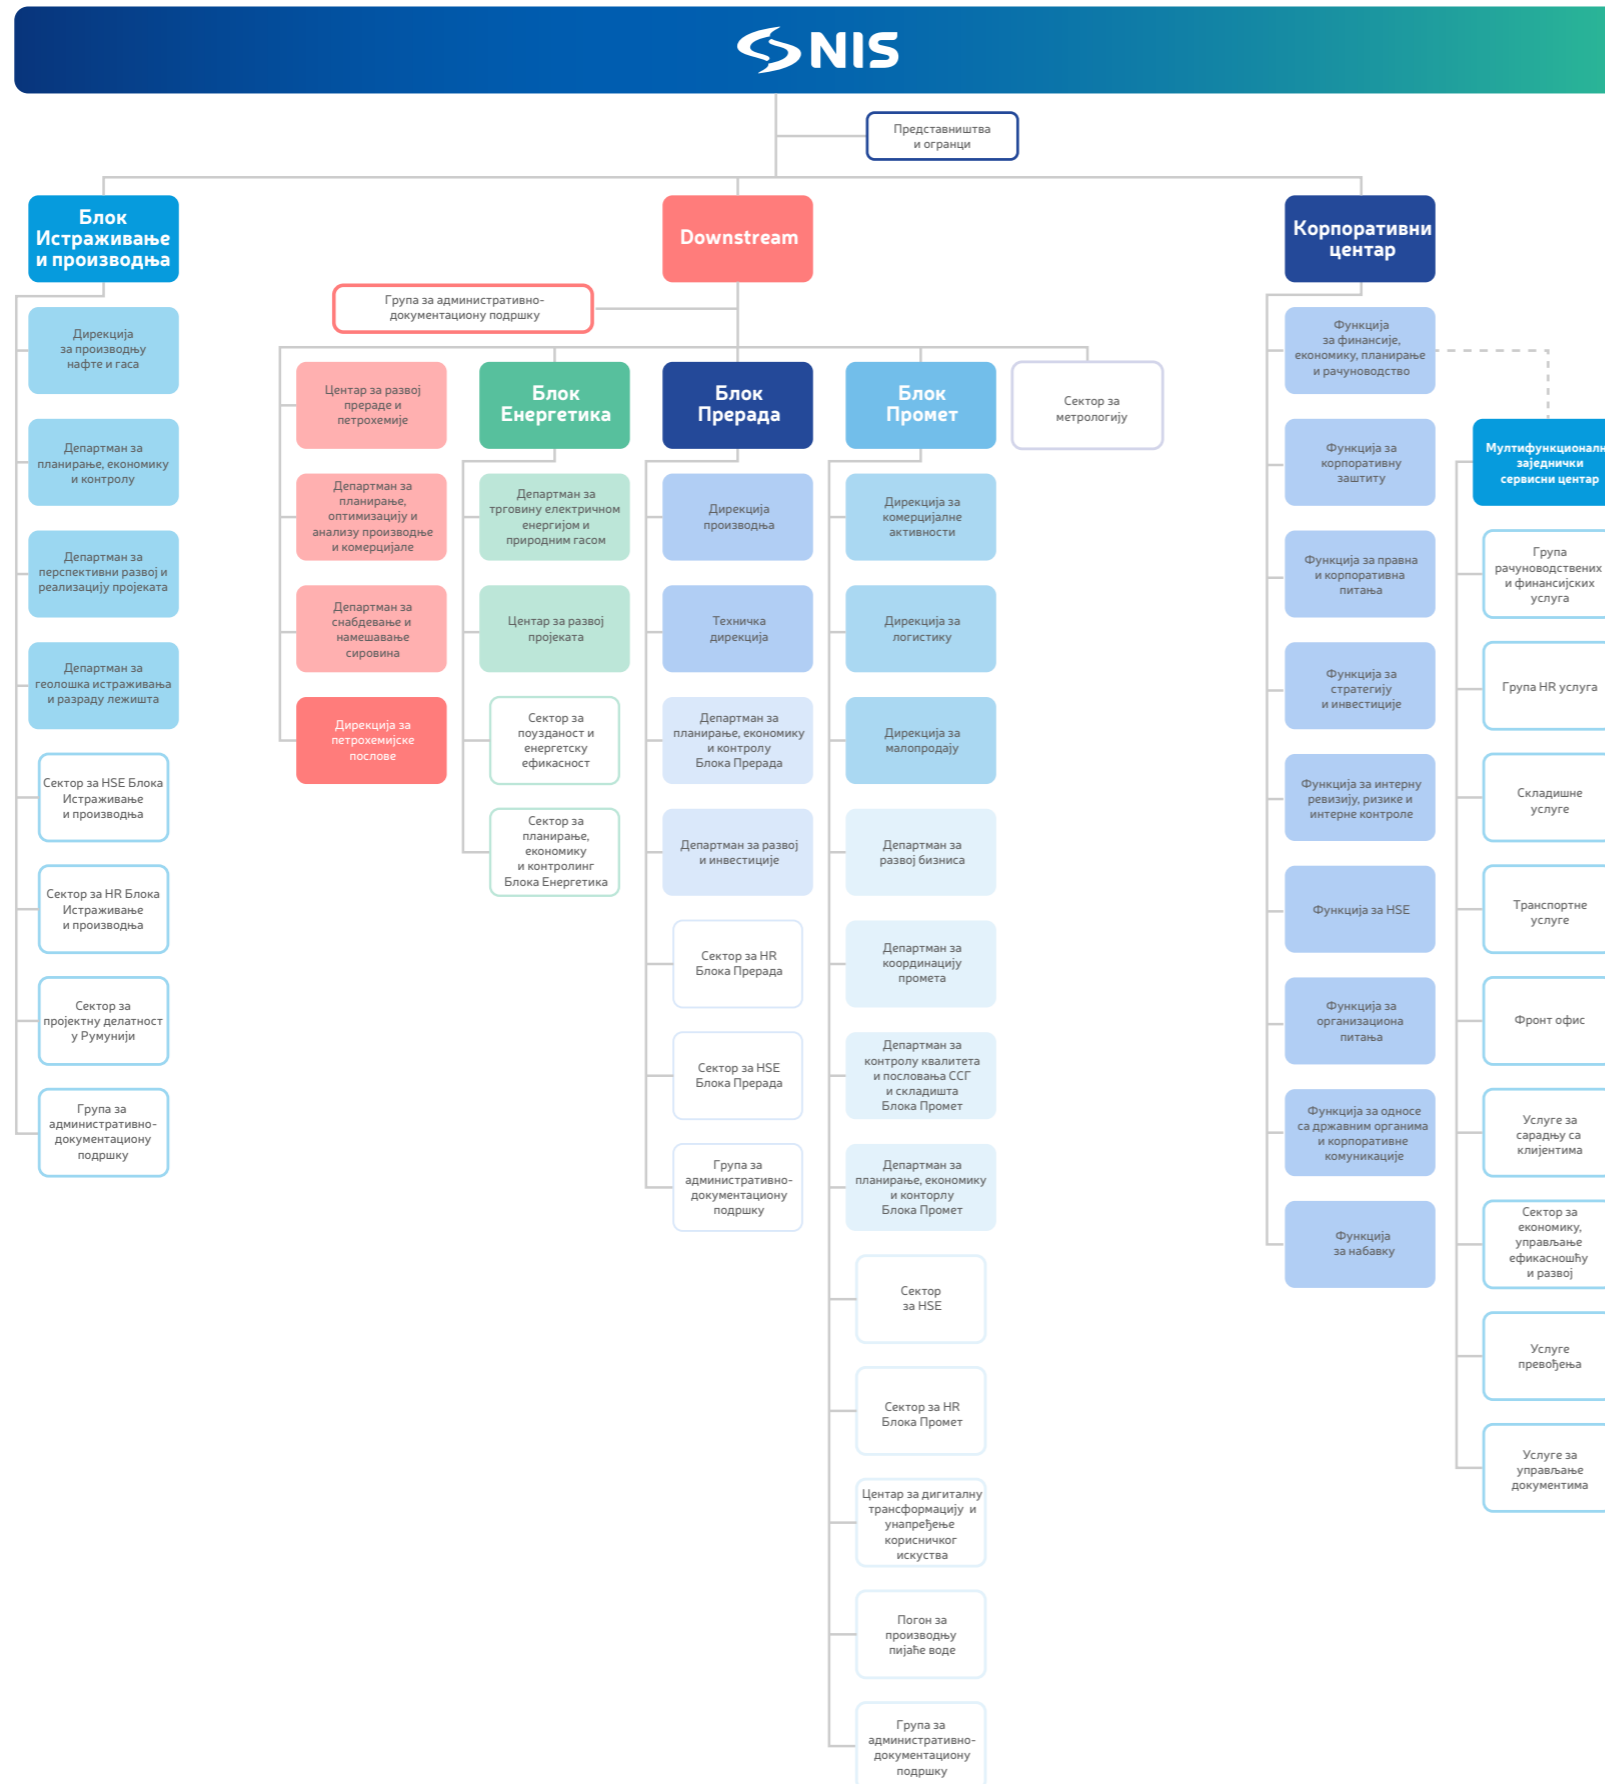 NIS
Представништва
и огранци
Блок
Истраживање
и производња
Дирекција
за производњу
нафте и гаса
Департман за
планирање, економику
и контролу
Департман за
перспективни развој и
реализацију пројеката
Департман за
геолошка истраживања
и разраду лежишта
Сектор за HSE Блока
Истраживање
и производња
Сектор за HR Блока
Истраживање
и производња
Сектор за
пројектну делатност
у Румунији
Група за
административно-
документациону
подршку
Downstream
Група за административно-
документациону подршку
Центар за развој
прераде и
петрохемије
Департман за
планирање,
оптимизацију и
анализу производње
и комерцијале
Департман за
снабдевање и
намешавање
сировина
Дирекција за
петрохемијске
послове
Блок
Енергетика
Департман за
трговину електричном
енергијом и
природним гасом
Центар за развој
пројеката
Сектор за
поузданост и
енергетску
ефикасност
Сектор за
планирање,
економику
и контролинг
Блока Енергетика
Блок
Прерада
Дирекција
производња
Техничка
дирекција
Департман за
планирање, економику
и контролу
Блока Прерада
Департман за развој
и инвестиције
Сектор за HR
Блока Прерада
Сектор за HSE
Блока Прерада
Група за
административно-
документациону
подршку
Блок
Промет
Дирекција за
комерцијалне
активности
Дирекција за
логистику
Дирекција за
малопродају
Департман за
развој бизниса
Департман за
координацију
промета
Департман за
контролу квалитета
и пословања ССГ
и складишта
Блока Промет
Департман за
планирање, економику
и конторлу
Блока Промет
Сектор
за HSE
Сектор за HR
Блока Промет
Центар за дигиталну
трансформацију и
унапређење
корисничког
искуства
Погон за
производњу
пијаће воде
Група за
административно-
документациону
подршку
Сектор за
метрологију
Корпоративни
центар
Функција
за финансије,
економику, планирање
и рачуноводство
Функција за
корпоративну
заштиту
Функција за правна
и корпоративна
питања
Функција за
стратегију
и инвестиције
Функција за интерну
ревизију, ризике и
интерне контроле
Функција за HSE
Функција за
организациона
питања
Функција за односе
са државним органима
и корпоративне
комуникације
Функција
за набавку
Мултифункционалн
заједнички
сервисни центар
Група
рачуноводствених
и финансијских
услуга
Група HR услуга
Складишне
услуге
Транспортне
услуге
Фронт офис
Услуге за
сарадњу са
клијентима
Сектор за
економику,
управљање
ефикасношћу
и развој
Услуге
превођења
Услуге за
управљање
документима